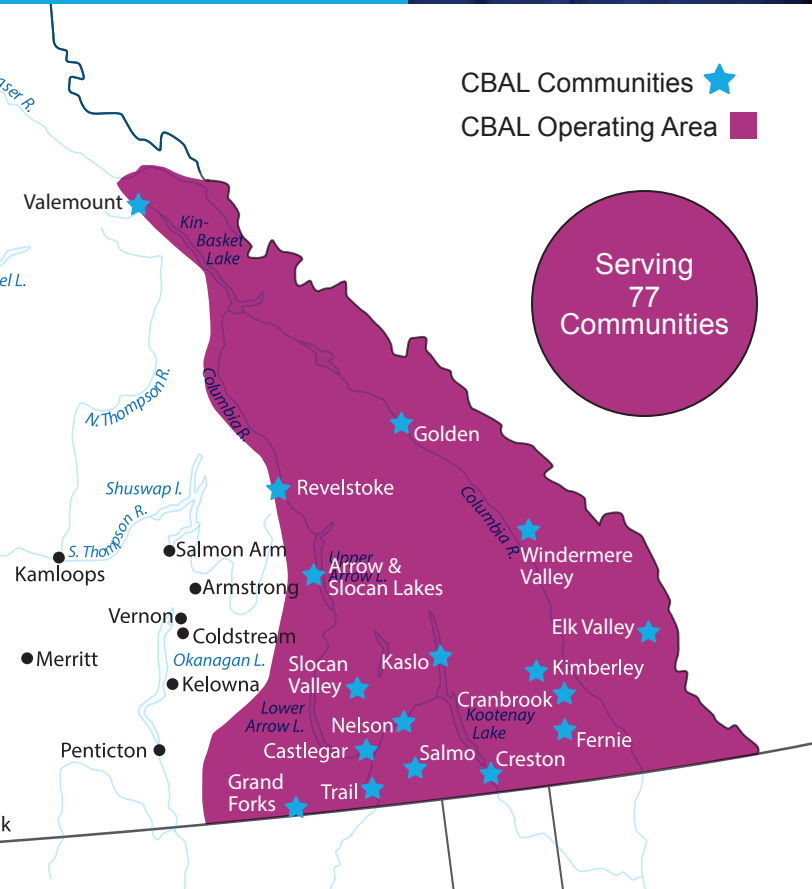 CBAL Communities
CBAL Operating Area
Serving
77
Communities
Valemount
Kin-
Basket
Lake
el L.
N. Thompson R.
Columbia R.
Golden
Shuswap l.
Revelstoke
Columbia R.
S. Thompson R.
Salmon Arm
Kamloops
Upper
Arrow L.
Arrow &
Slocan Lakes
Windermere
Valley
Armstrong
Vernon
Coldstream
Elk Valley
Merritt
Okanagan L.
Slocan
Valley
Kaslo
Kimberley
Kelowna
Cranbrook
Lower
Arrow L.
Nelson
Kootenay
Lake
Fernie
Penticton
Castlegar
Salmo
Creston
Grand
Forks
Trail
k